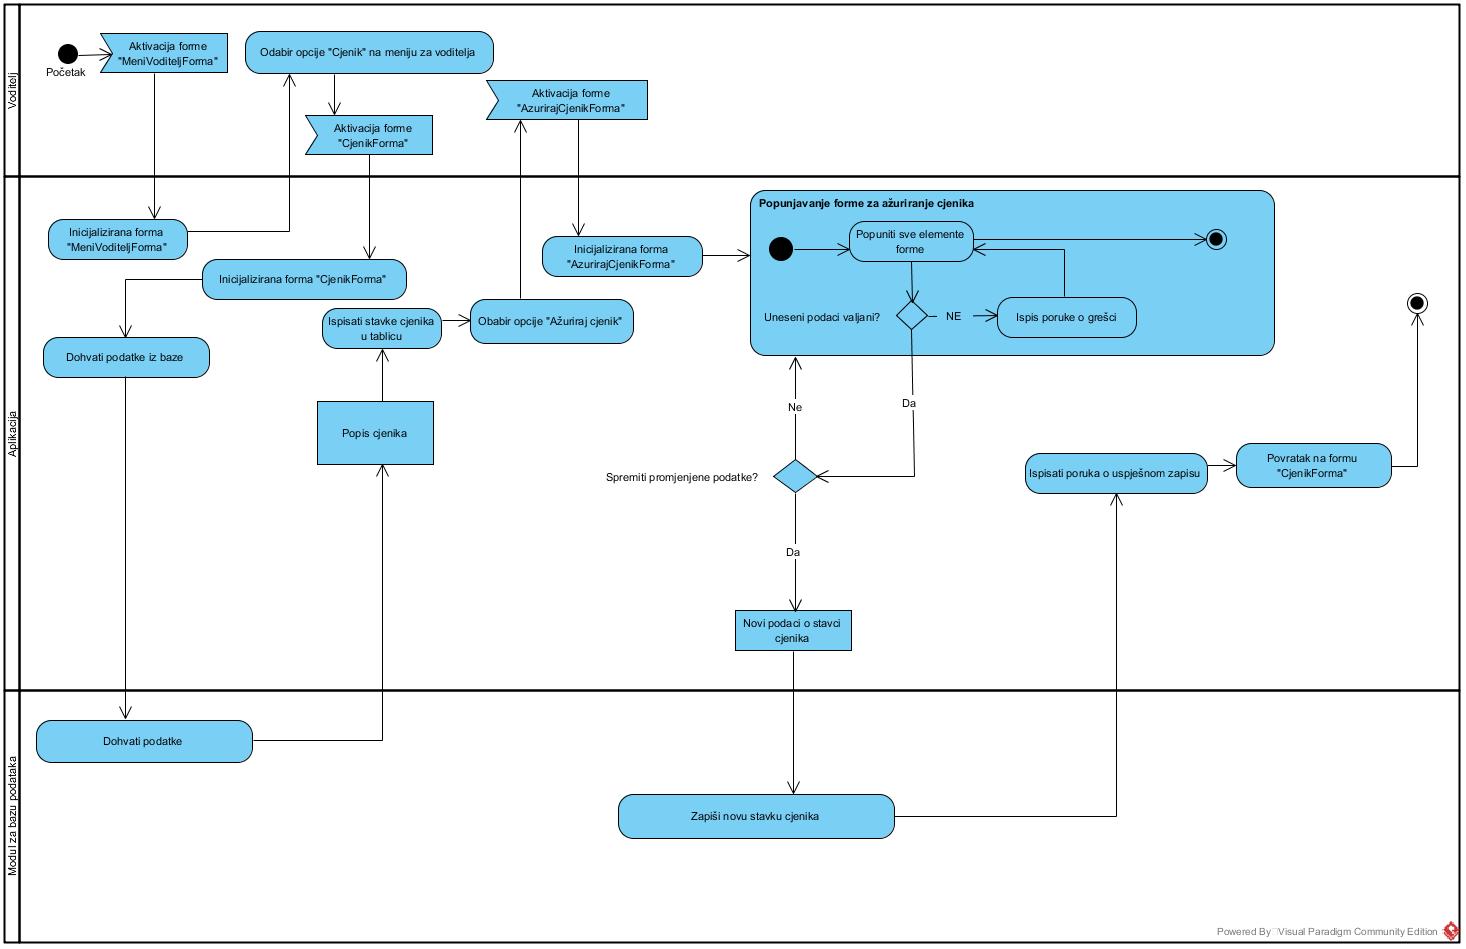 Voditelj
Početak
Aktivacija forme
"MeniVoditeljForma"
Odabir opcije "Cjenik" na meniju za voditelja
Aktivacija forme
"CjenikForma"
Aktivacija forme
"AzurirajCjenikForma"
Aplikacija
Inicijalizirana forma
"MeniVoditeljForma"
Inicijalizirana forma "CjenikForma"
Dohvati podatke iz baze
Ispisati stavke cjenika
u tablicu
Obabir opcije "Ažuriraj cjenik"
Popis cjenika
Inicijalizirana forma
"AzurirajCjenikForma"
Popunjavanje forme za ažuriranje cjenika
Popuniti sve elemente
forme
Uneseni podaci valjani?
NE
Ispis poruke o grešci
Ne
Da
Spremiti promjenjene podatke?
Da
Novi podaci o stavci
cjenika
Ispisati poruka o uspješnom zapisu
Povratak na formu
"CjenikForma"
Modul za bazu podataka
Dohvati podatke
Zapiši novu stavku cjenika
Powered By Visual Paradigm Community Edition